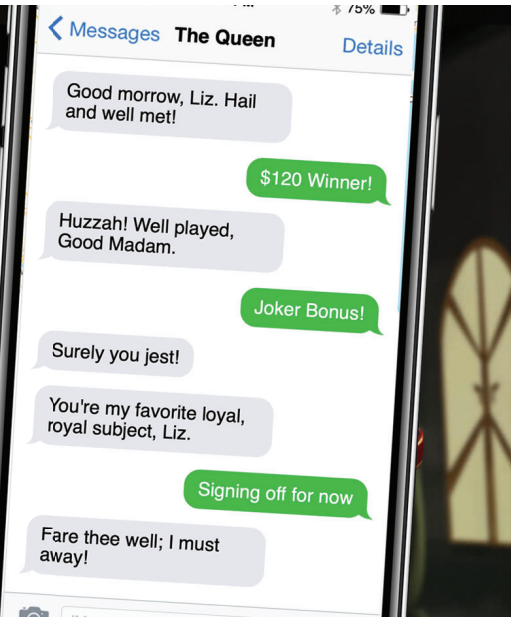 75%
Messages The Queen Details
Good morrow, Liz. Hail
and well met!
$120 Winner!
Huzzah! Well played,
Good Madam.
Joker Bonus!
Surely you jest!
You're my favorite loyal,
royal subject, Liz.
Signing off for now
Fare thee well; I must
away!